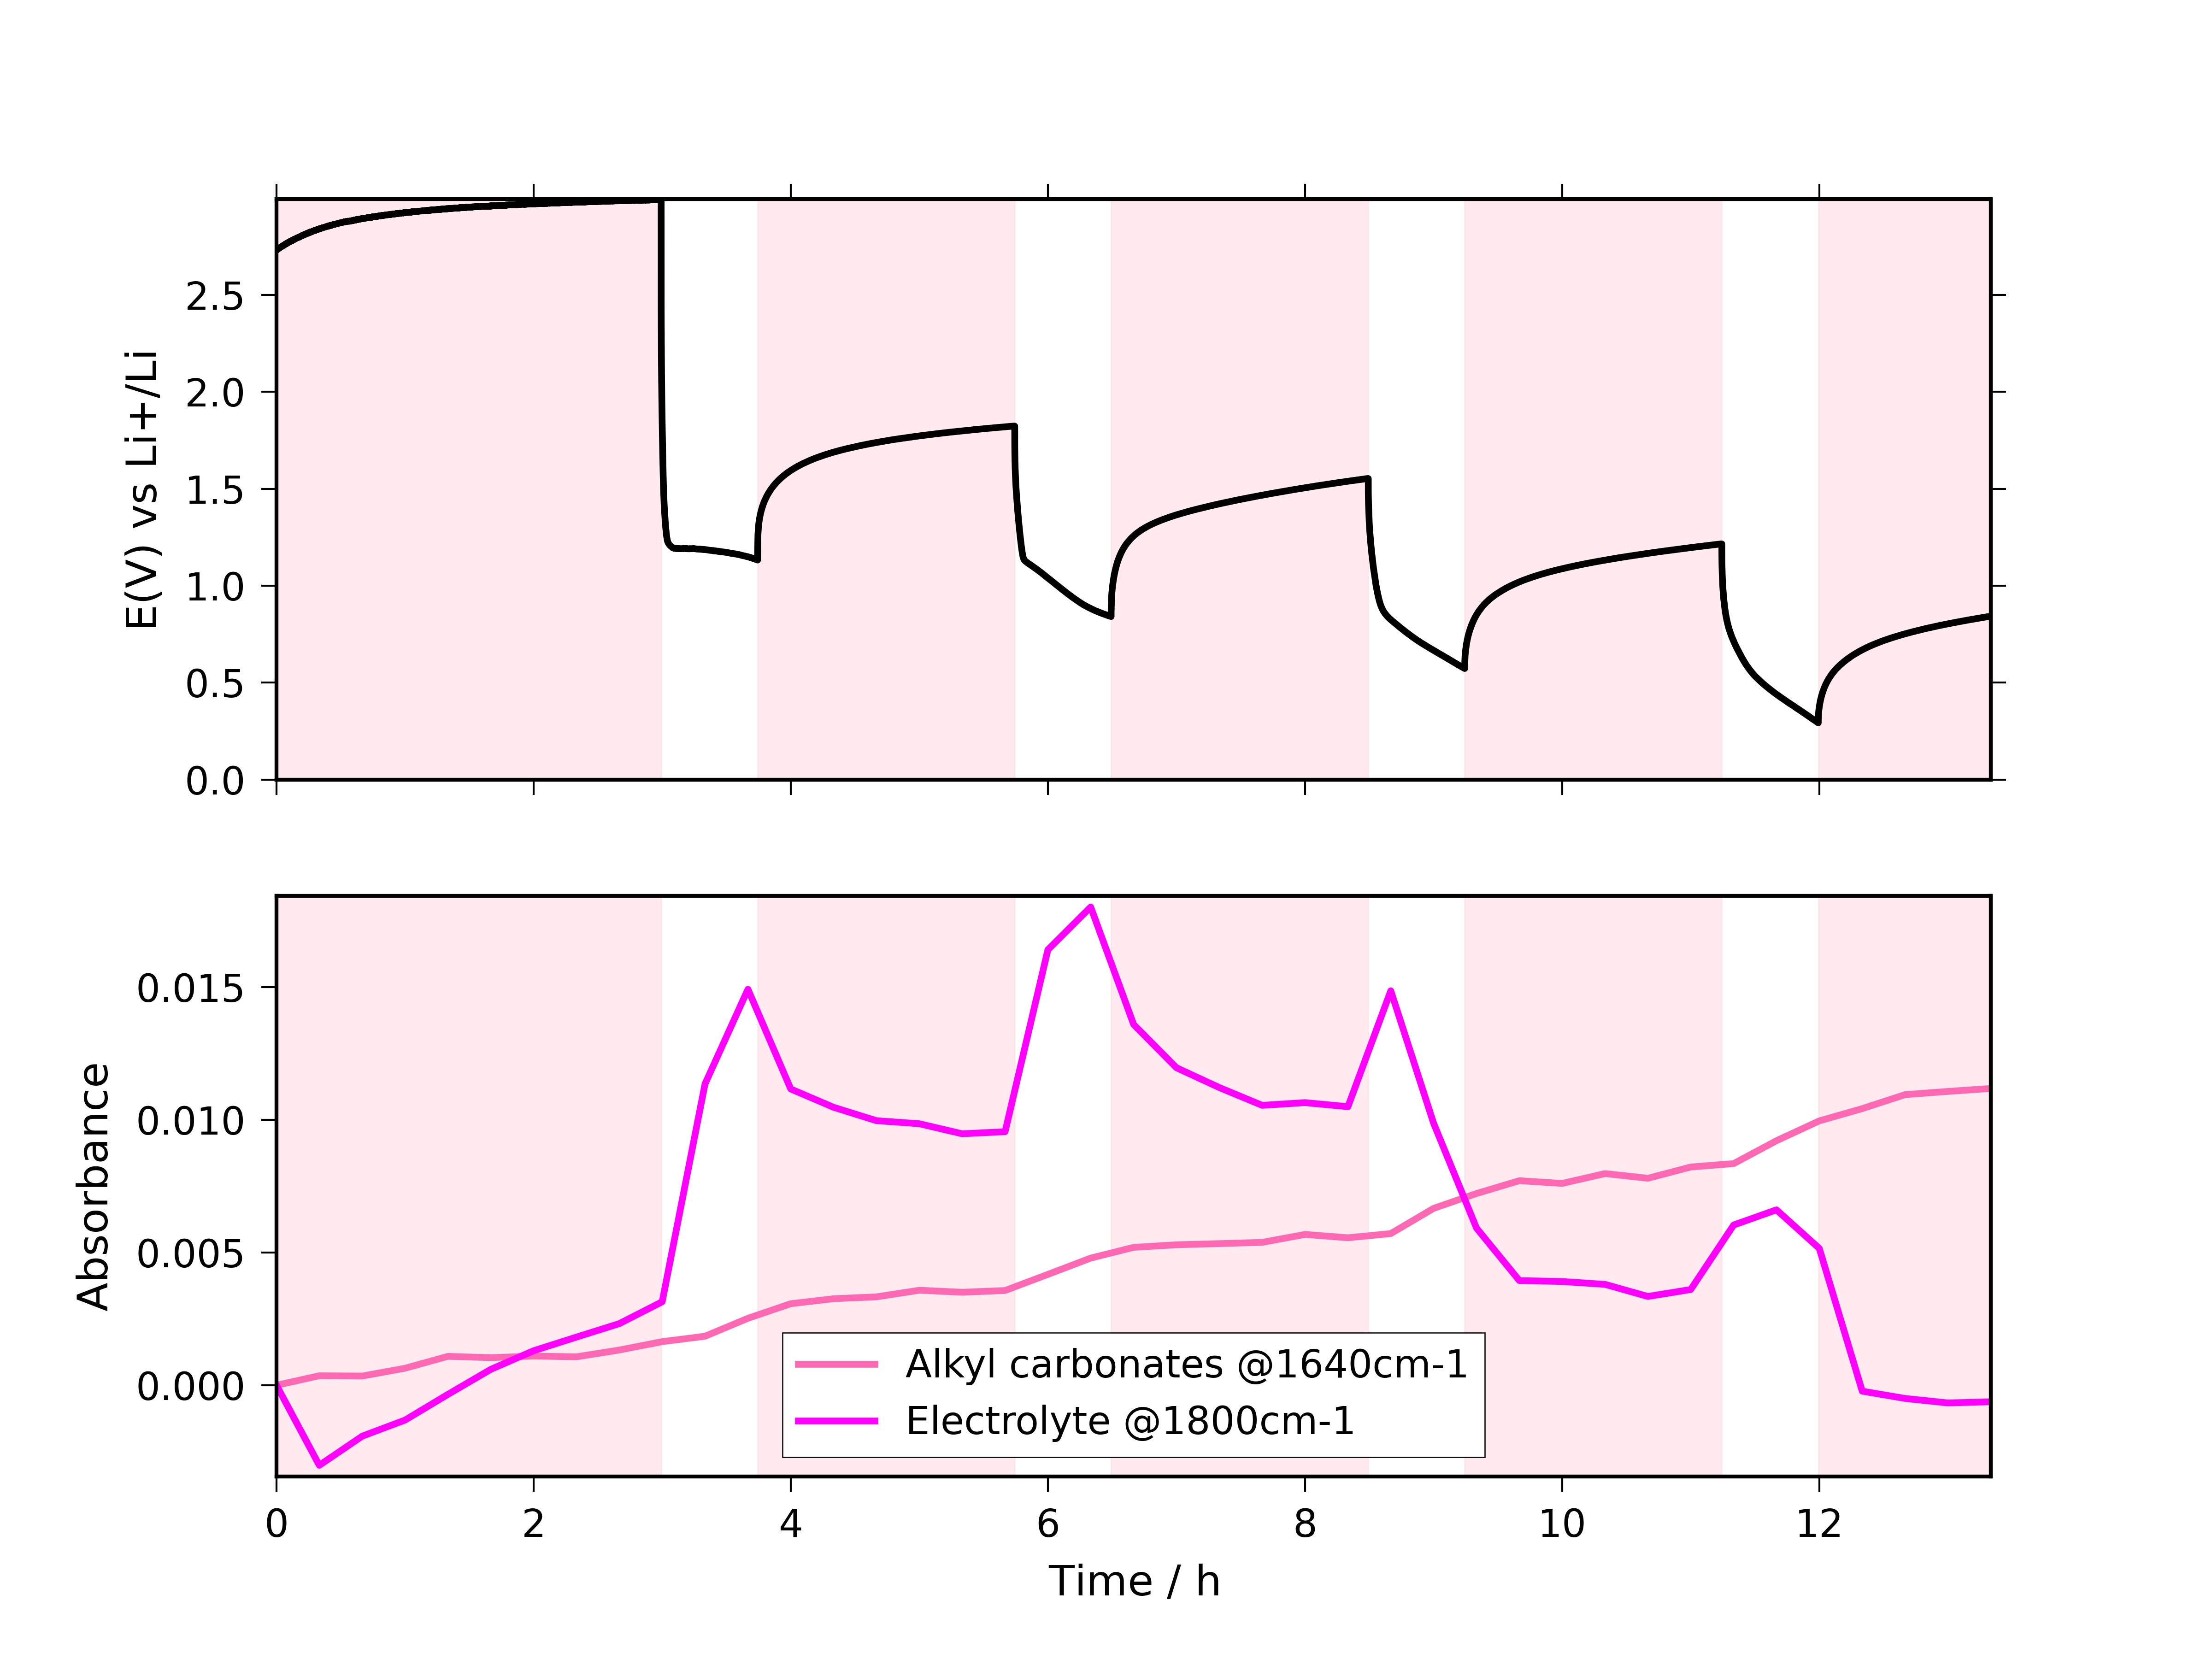 E(V) vs Li+/Li
2.5
2.0
1.5
1.0
0.5
0.0
Absorbance
0.015
0.010
0.005
0.000
Alkyl carbonates @1640cm-1
Electrolyte @1800cm-1
0 2 4 6 8 10 12
Time / h